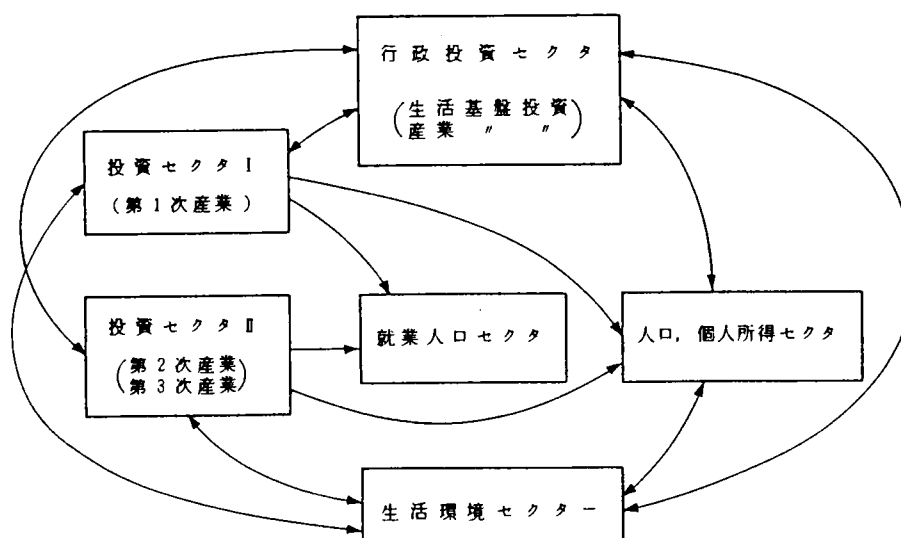 行政投資セクタ
(生活基盤投資
産業 〃 〃)
投資セクタⅠ
(第1次産業)
投資セクタⅡ
(第2次産業
第3次産業)
就業人口セクタ
人口,個人所得セクタ
生活環境セクター